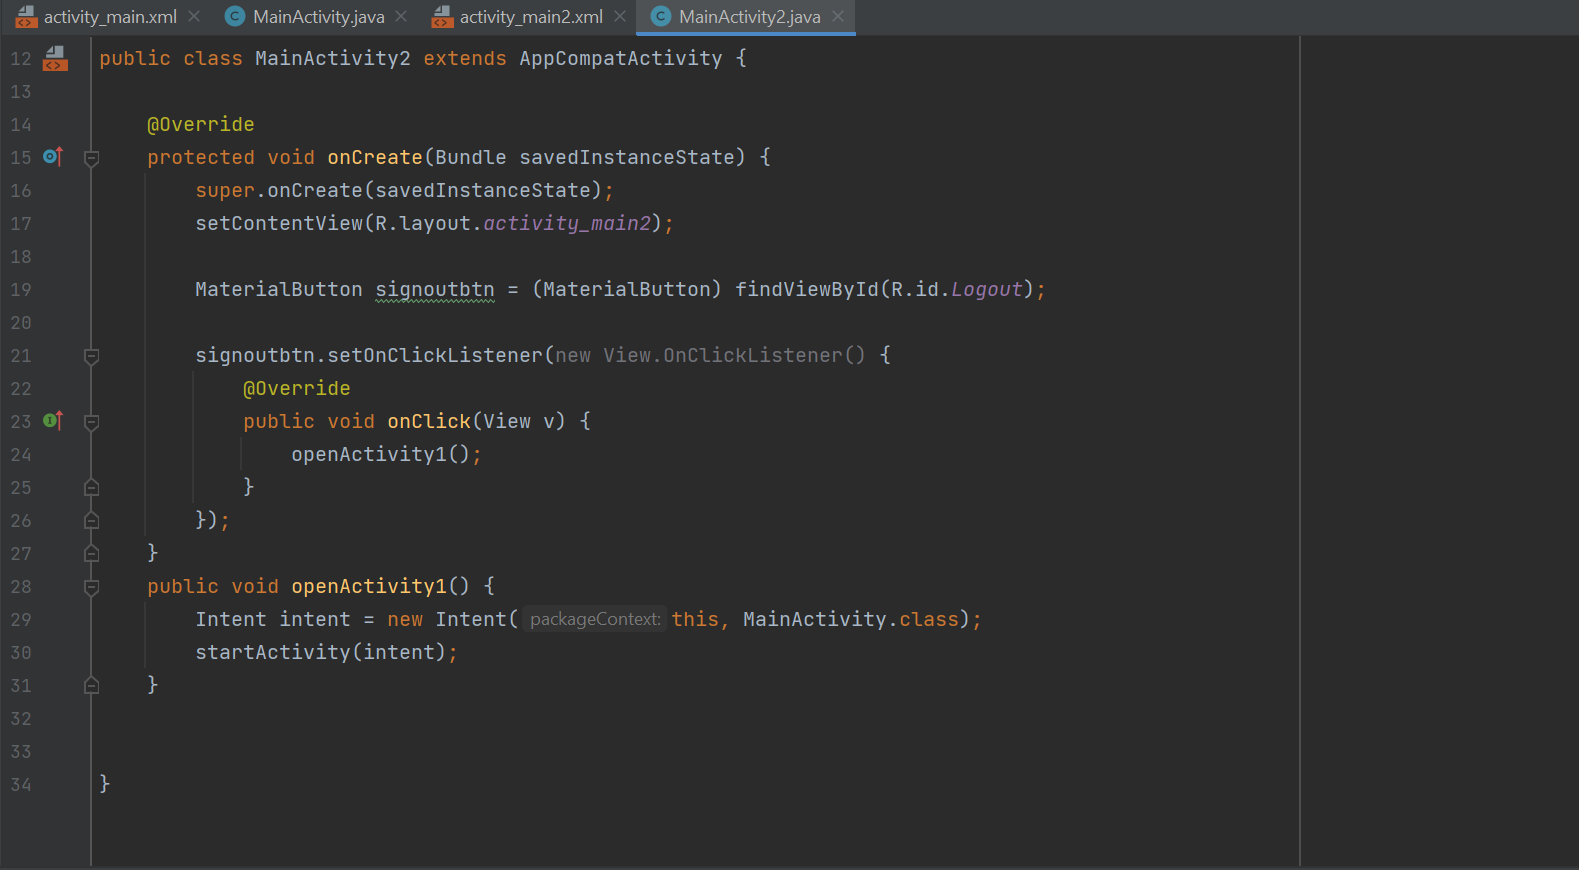 activity_main.xml MainActivity.java activity_main2.xml MainActivity2.java
12 public class MainActivity2 extends AppCompatActivity {
13
14 @Override
15 protected void onCreate(Bundle savedInstanceState) {
16 super.onCreate(savedInstanceState);
17 setContentView(R.layout.activity_main2);
18
19 MaterialButton signoutbtn = (MaterialButton) findViewById(R.id.Logout);
20
21 signoutbtn.setOnClickListener(new View.OnClickListener() {
22 @Override
23 public void onClick(View v) {
24 openActivity1();
25 }
26 });
27 }
28 public void openActivity1() {
29 Intent intent = new Intent( packageContext: this, MainActivity.class);
30 startActivity(intent);
31 }
32
33
34 }